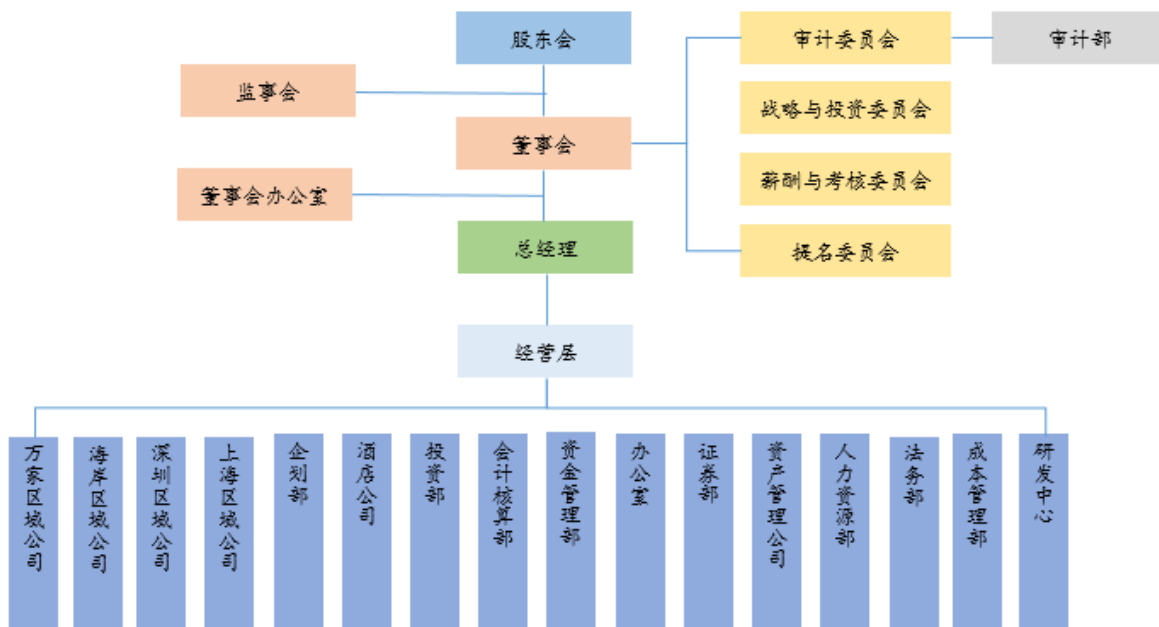 股东会
审计委员会
审计部
监事会
战略与投资委员会
董事会
薪酬与考核委员会
董事会办公室
总经理
提名委员会
经营层
万家区域公司
海岸区域公司
深圳区域公司
上海区域公司
企划部
酒店公司
投资部
会计核算部
资金管理部
办公室
证券部
资产管理公司
人力资源部
法务部
成本管理部
研发中心